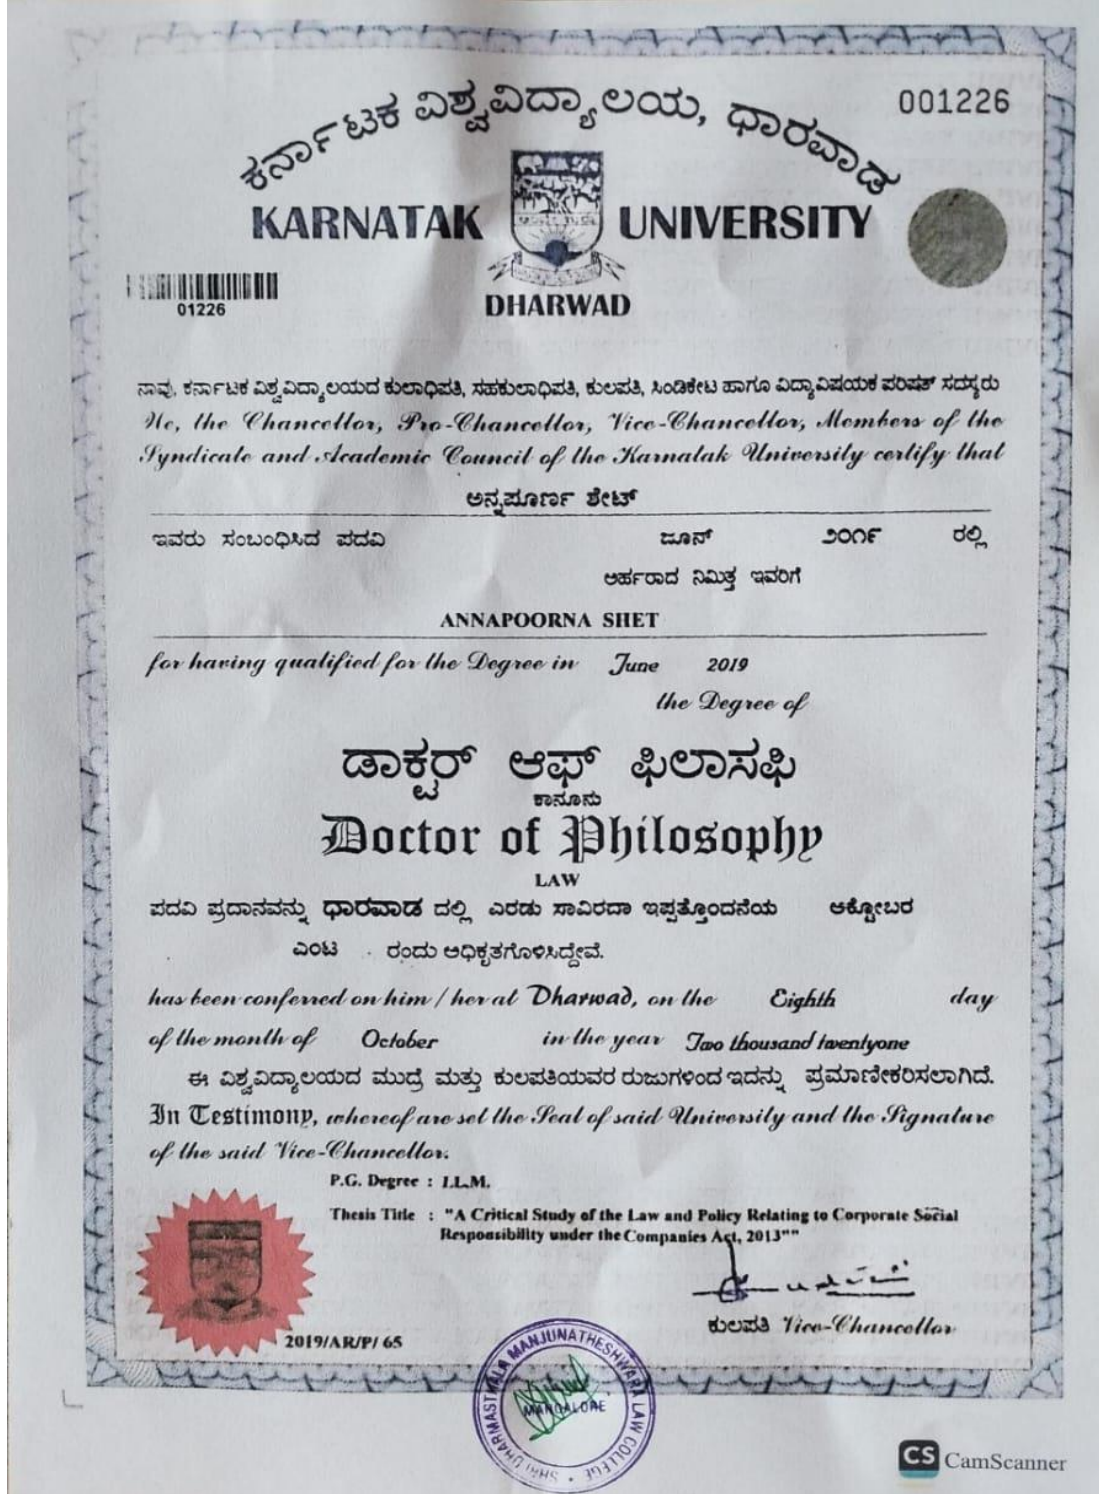 ಕರ್ನಾಟಕ ವಿಶ್ವವಿದ್ಯಾಲಯ, ಧಾರವಾಡ
001226
KARNATAK UNIVERSITY
DHARWAD
01226
ನಾವು, ಕರ್ನಾಟಕ ವಿಶ್ವವಿದ್ಯಾಲಯದ ಕುಲಾಧಿಪತಿ, ಸಹಕುಲಾಧಿಪತಿ, ಕುಲಪತಿ, ಸಿಂಡಿಕೇಟ ಹಾಗೂ ವಿದ್ಯಾವಿಷಯಕ ಪರಿಷತ್ ಸದಸ್ಯರು
We, the Chancellor, Pro-Chancellor, Vice-Chancellor, Members of the
Syndicate and Academic Council of the Karnatak University certify that
ಅನ್ನಪೂರ್ಣ ಶೇಟ್
ಇವರು ಸಂಬಂಧಿಸಿದ ಪದವಿ ಜೂನ್ ೨೦೧೯ ರಲ್ಲಿ
ಅರ್ಹರಾದ ನಿಮಿತ್ತ ಇವರಿಗೆ
ANNAPOORNA SHET
for having qualified for the Degree in June 2019
the Degree of
ಡಾಕ್ಟರ್ ಆಫ್ ಫಿಲಾಸಫಿ
ಕಾನೂನು
Doctor of Philosophy
LAW
ಪದವಿ ಪ್ರದಾನವನ್ನು ಧಾರವಾಡ ದಲ್ಲಿ ಎರಡು ಸಾವಿರದಾ ಇಪ್ಪತ್ತೊಂದನೆಯ ಅಕ್ಟೋಬರ
ಎಂಟ ರಂದು ಅಧಿಕೃತಗೊಳಿಸಿದ್ದೇವೆ.
has been conferred on him / her at Dharwad, on the Eighth day
of the month of October in the year Two thousand twentyone
ಈ ವಿಶ್ವವಿದ್ಯಾಲಯದ ಮುದ್ರೆ ಮತ್ತು ಕುಲಪತಿಯವರ ರುಜುಗಳಿಂದ ಇದನ್ನು ಪ್ರಮಾಣೀಕರಿಸಲಾಗಿದೆ.
In Testimony, whereof are set the Seal of said University and the Signature
of the said Vice-Chancellor.
P.G. Degree : LL.M.
Thesis Title : "A Critical Study of the Law and Policy Relating to Corporate Social
Responsibility under the Companies Act, 2013""
ಕುಲಪತಿ Vice-Chancellor
2019/AR/P/ 65
SHRI DHARMASTHALA MANJUNATHESHWARA LAW COLLEGE
MANGALORE
CS CamScanner